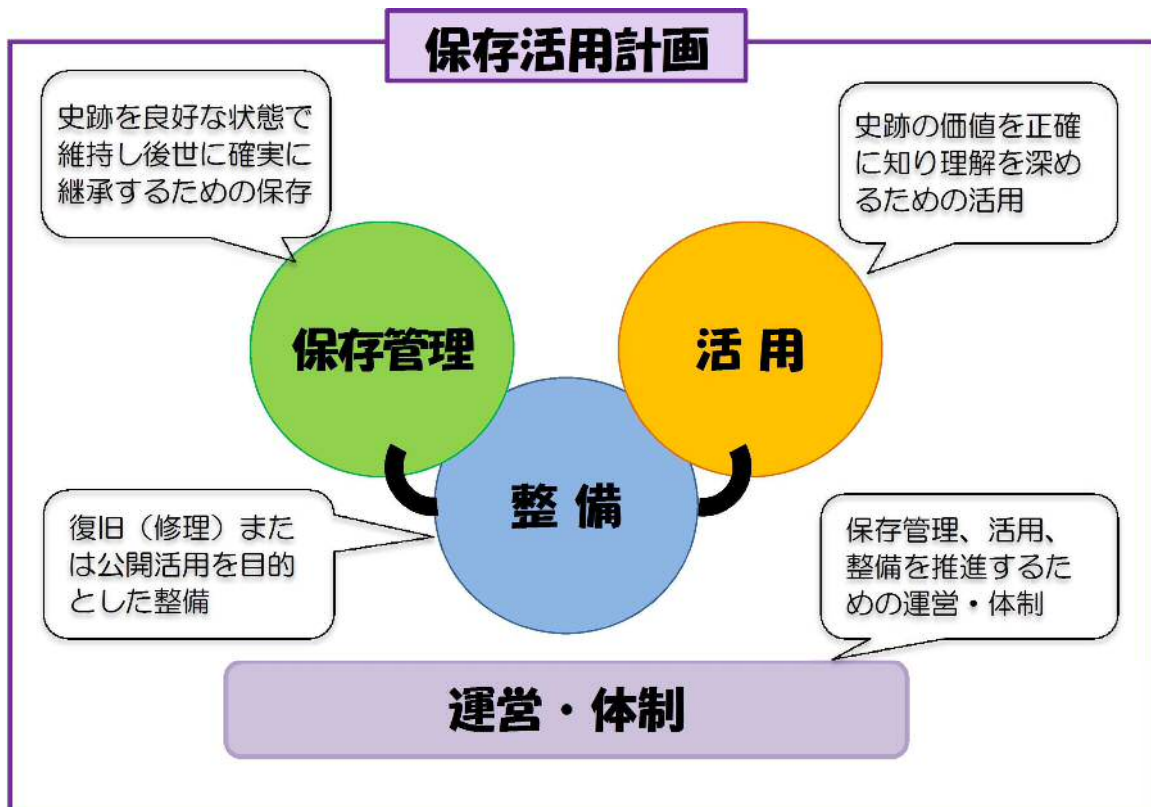 保存活用計画
史跡を良好な状態で
維持し後世に確実に
継承するための保存
史跡の価値を正確
に知り理解を深め
るための活用
保存管理
活用
整備
復旧（修理）また
は公開活用を目的
とした整備
保存管理、活用、
整備を推進するた
めの運営・体制
運営・体制